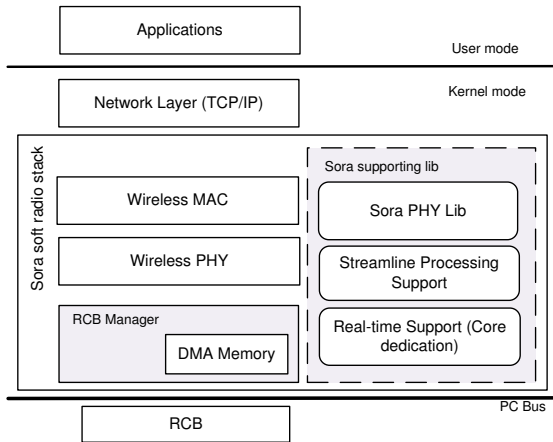 Applications
User mode
Kernel mode
Network Layer (TCP/IP)
Sora soft radio stack
Sora supporting lib
Wireless MAC
Sora PHY Lib
Wireless PHY
Streamline Processing
Support
RCB Manager
DMA Memory
Real-time Support (Core
dedication)
PC Bus
RCB